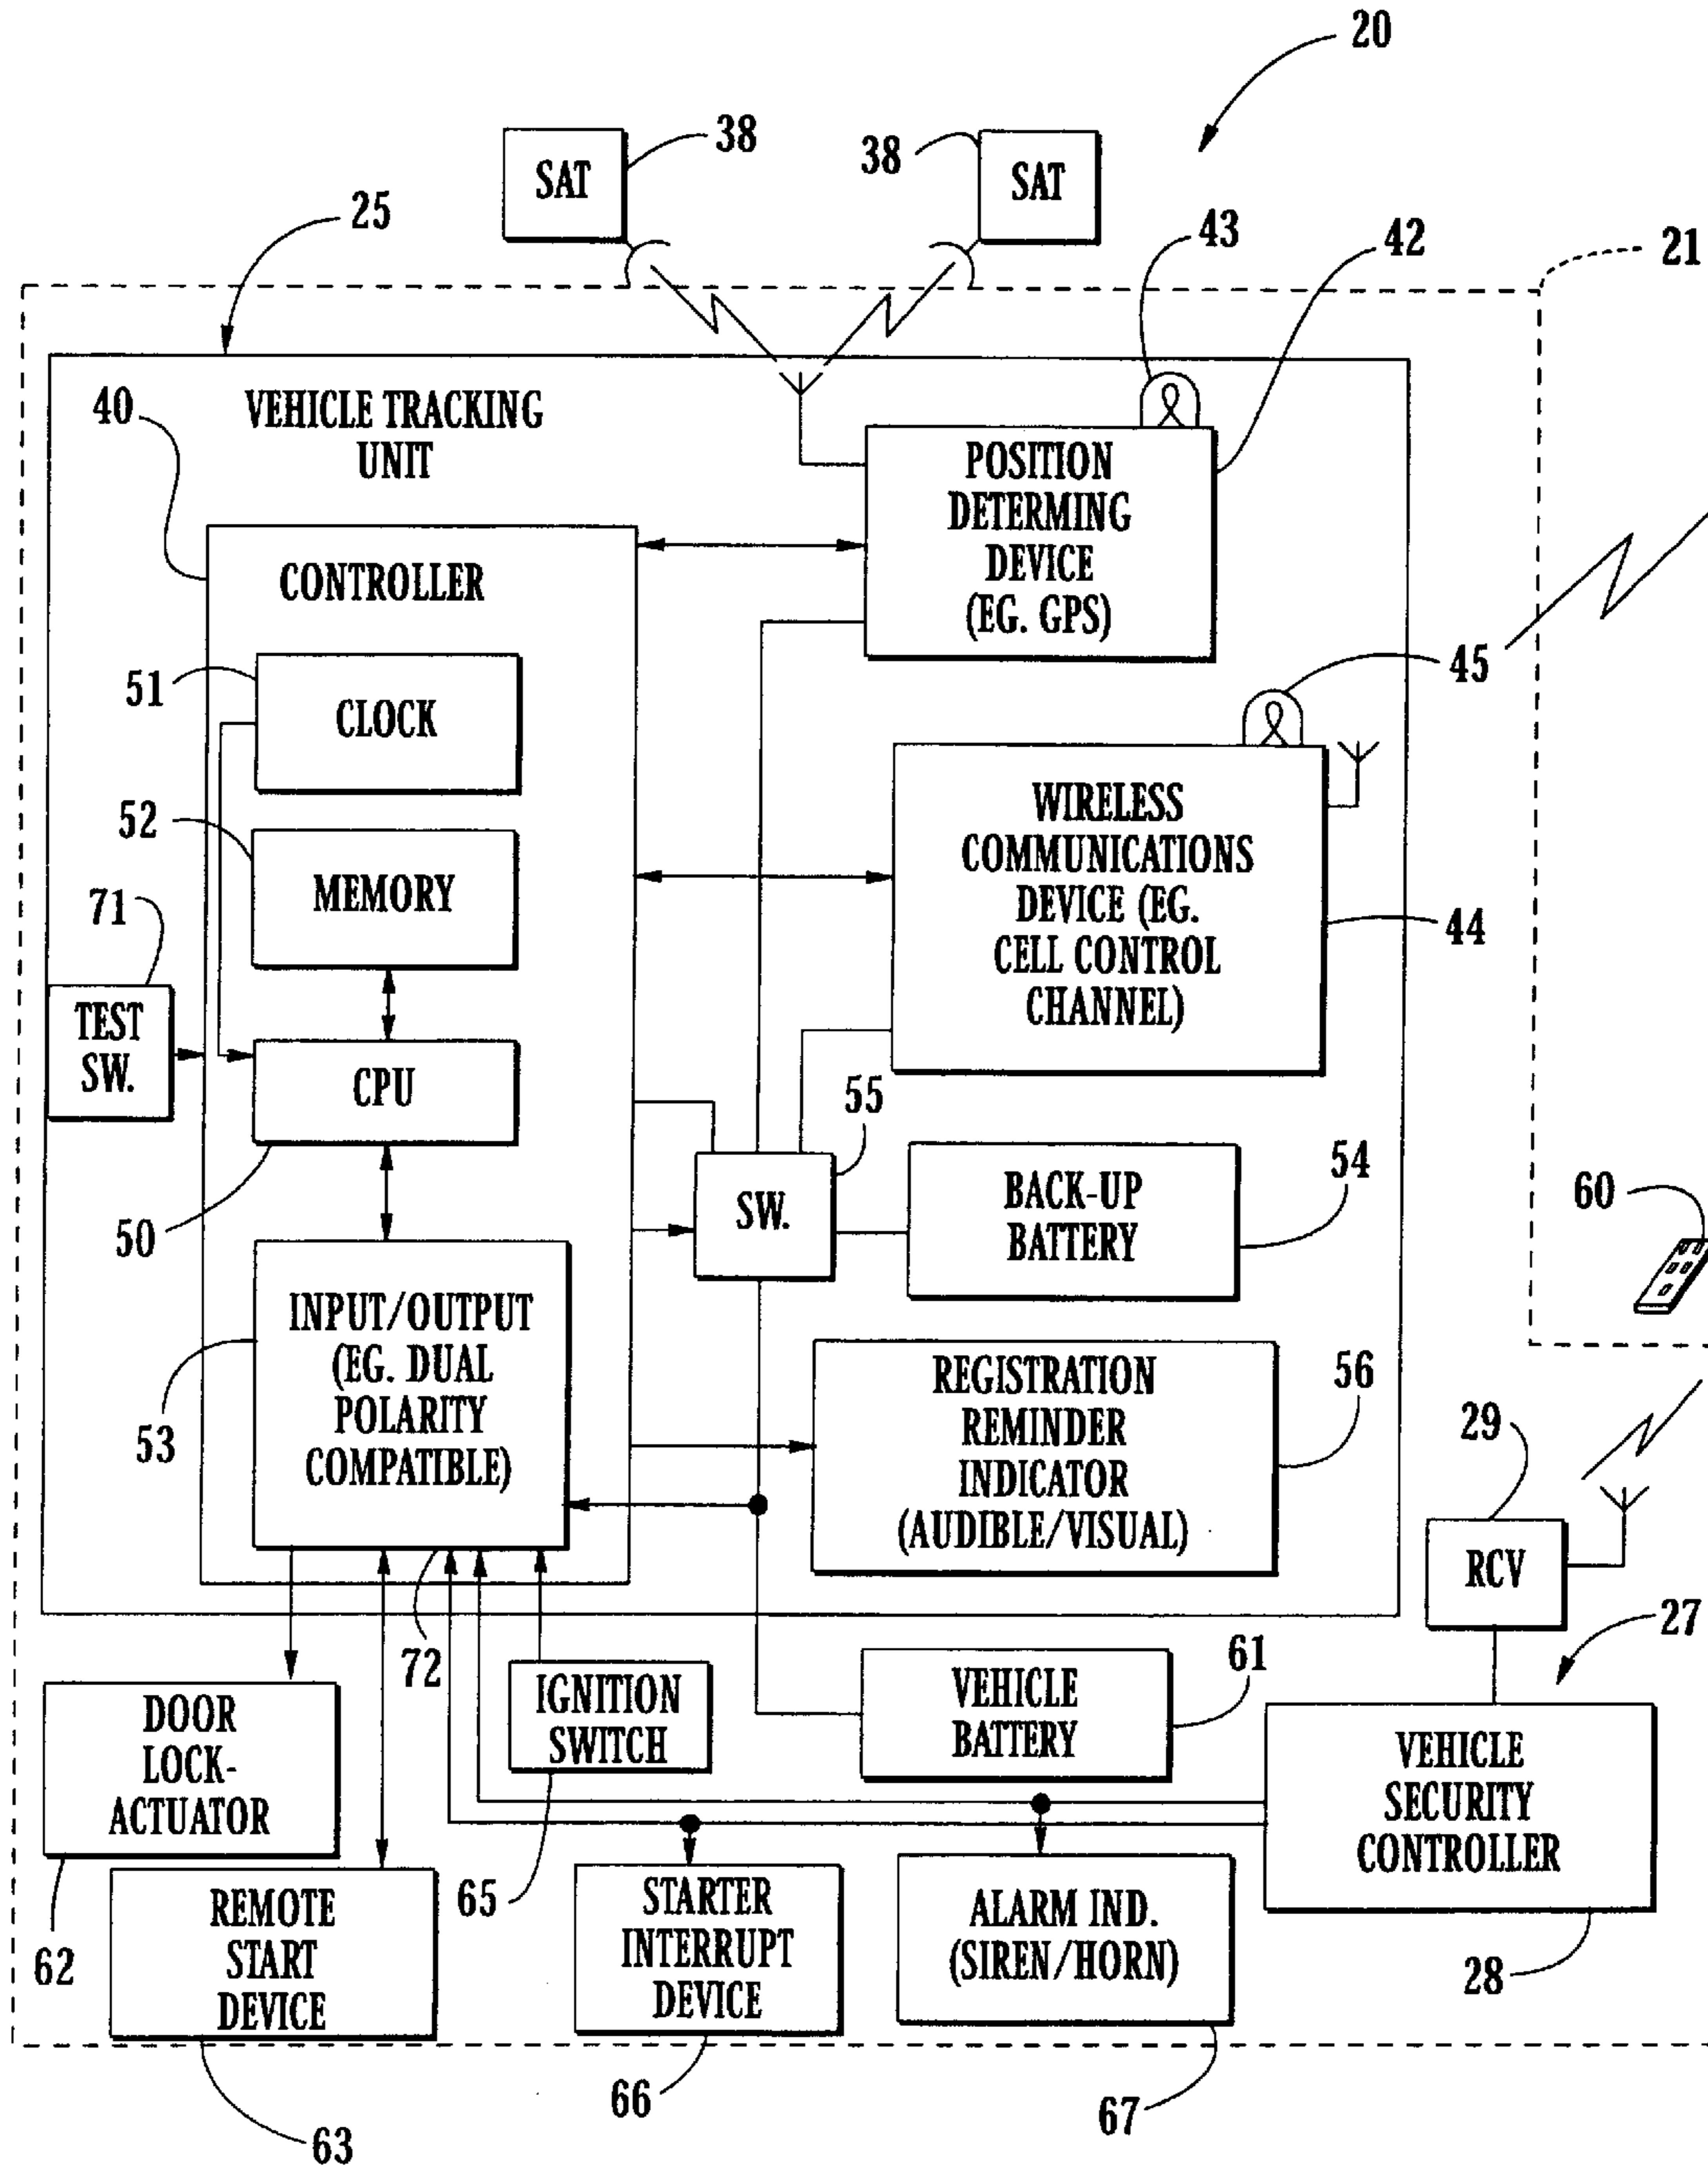 20
38
38
SAT
SAT
25
43
42
21
40
VEHICLE TRACKING
UNIT
POSITION
DETERMING
DEVICE
(EG. GPS)
CONTROLLER
51
CLOCK
45
52
MEMORY
WIRELESS
COMMUNICATIONS
DEVICE (EG.
CELL CONTROL
CHANNEL)
44
71
TEST
SW.
CPU
50
55
SW.
BACK-UP
BATTERY
54
60
INPUT/OUTPUT
(EG. DUAL
POLARITY
COMPATIBLE)
53
REGISTRATION
REMINDER
INDICATOR
(AUDIBLE/VISUAL)
56
29
RCV
27
72
IGNITION
SWITCH
65
VEHICLE
BATTERY
61
DOOR
LOCK-
ACTUATOR
62
VEHICLE
SECURITY
CONTROLLER
28
REMOTE
START
DEVICE
63
STARTER
INTERRUPT
DEVICE
66
ALARM IND.
(SIREN/HORN)
67